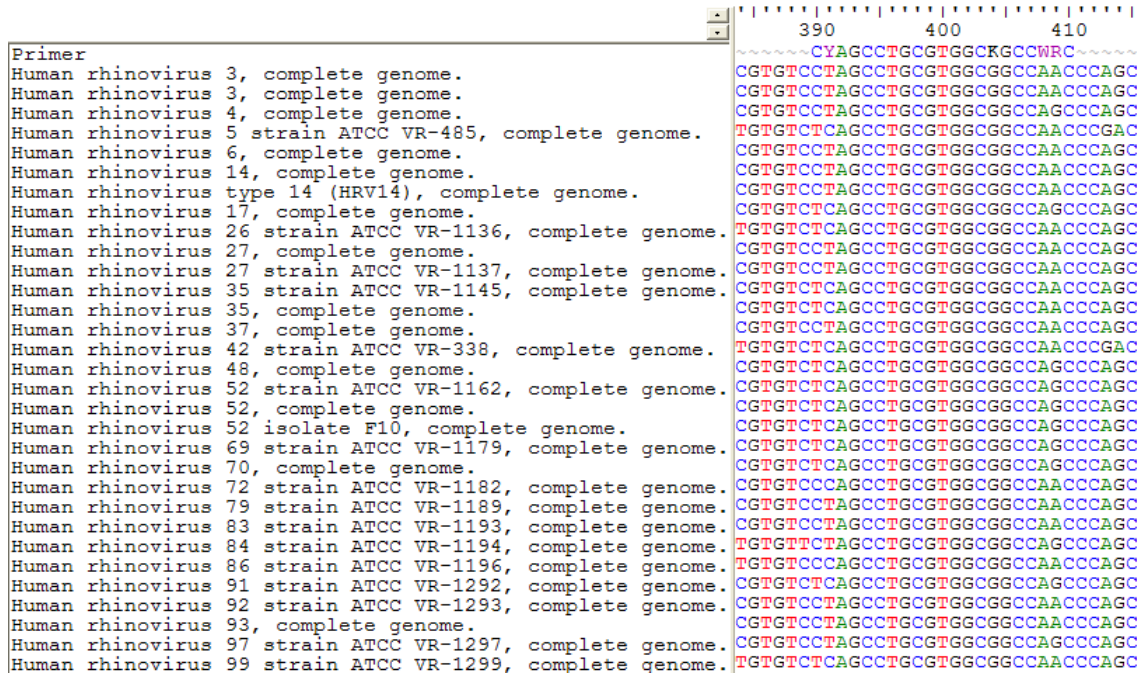 390 400 410
Primer ~~~~~~CYAGCCTGCGTGGCKGCCWRC~~~~~
Human rhinovirus 3, complete genome. CGTGTCCTAGCCTGCGTGGCGGCCAACCCAGC
Human rhinovirus 3, complete genome. CGTGTCCTAGCCTGCGTGGCGGCCAACCCAGC
Human rhinovirus 4, complete genome. CGTGTCCTAGCCTGCGTGGCGGCCAGCCCAGC
Human rhinovirus 5 strain ATCC VR-485, complete genome. TGTGTCTCAGCCTGCGTGGCGGCCAACCCGAC
Human rhinovirus 6, complete genome. CGTGTCCTAGCCTGCGTGGCGGCCAACCCAGC
Human rhinovirus 14, complete genome. CGTGTCCTAGCCTGCGTGGCGGCCAACCCAGC
Human rhinovirus type 14 (HRV14), complete genome. CGTGTCCTAGCCTGCGTGGCGGCCAACCCAGC
Human rhinovirus 17, complete genome. CGTGTCTCAGCCTGCGTGGCGGCCAGCCCAGC
Human rhinovirus 26 strain ATCC VR-1136, complete genome. TGTGTCTCAGCCTGCGTGGCGGCCAACCCAGC
Human rhinovirus 27, complete genome. CGTGTCCTAGCCTGCGTGGCGGCCAACCCAGC
Human rhinovirus 27 strain ATCC VR-1137, complete genome. CGTGTCCTAGCCTGCGTGGCGGCCAACCCAGC
Human rhinovirus 35 strain ATCC VR-1145, complete genome. CGTGTCTCAGCCTGCGTGGCGGCCAACCCAGC
Human rhinovirus 35, complete genome. CGTGTCTCAGCCTGCGTGGCGGCCAACCCAGC
Human rhinovirus 37, complete genome. CGTGTCCTAGCCTGCGTGGCGGCCAACCCAGC
Human rhinovirus 42 strain ATCC VR-338, complete genome. TGTGTCTCAGCCTGCGTGGCGGCCAACCCGAC
Human rhinovirus 48, complete genome. CGTGTCTCAGCCTGCGTGGCGGCCAGCCCAGC
Human rhinovirus 52 strain ATCC VR-1162, complete genome. CGTGTCTCAGCCTGCGTGGCGGCCAGCCCAGC
Human rhinovirus 52, complete genome. CGTGTCTCAGCCTGCGTGGCGGCCAGCCCAGC
Human rhinovirus 52 isolate F10, complete genome. CGTGTCTCAGCCTGCGTGGCGGCCAGCCCAGC
Human rhinovirus 69 strain ATCC VR-1179, complete genome. CGTGTCTCAGCCTGCGTGGCGGCCAGCCCAGC
Human rhinovirus 70, complete genome. CGTGTCTCAGCCTGCGTGGCGGCCAGCCCAGC
Human rhinovirus 72 strain ATCC VR-1182, complete genome. CGTGTCCCAGCCTGCGTGGCGGCCAGCCCAGC
Human rhinovirus 79 strain ATCC VR-1189, complete genome. CGTGTCCTAGCCTGCGTGGCGGCCAACCCAGC
Human rhinovirus 83 strain ATCC VR-1193, complete genome. CGTGTCCTAGCCTGCGTGGCGGCCAACCCAGC
Human rhinovirus 84 strain ATCC VR-1194, complete genome. TGTGTTCTAGCCTGCGTGGCGGCCAGCCCAGC
Human rhinovirus 86 strain ATCC VR-1196, complete genome. TGTGTCCCAGCCTGCGTGGCGGCCAACCCAGC
Human rhinovirus 91 strain ATCC VR-1292, complete genome. CGTGTCTCAGCCTGCGTGGCGGCCAGCCCAGC
Human rhinovirus 92 strain ATCC VR-1293, complete genome. CGTGTCCTAGCCTGCGTGGCGGCCAACCCAGC
Human rhinovirus 93, complete genome. CGTGTCCTAGCCTGCGTGGCGGCCAACCCAGC
Human rhinovirus 97 strain ATCC VR-1297, complete genome. CGTGTCCTAGCCTGCGTGGCGGCCAACCCAGC
Human rhinovirus 99 strain ATCC VR-1299, complete genome. TGTGTCTCAGCCTGCGTGGCGGCCAACCCAGC